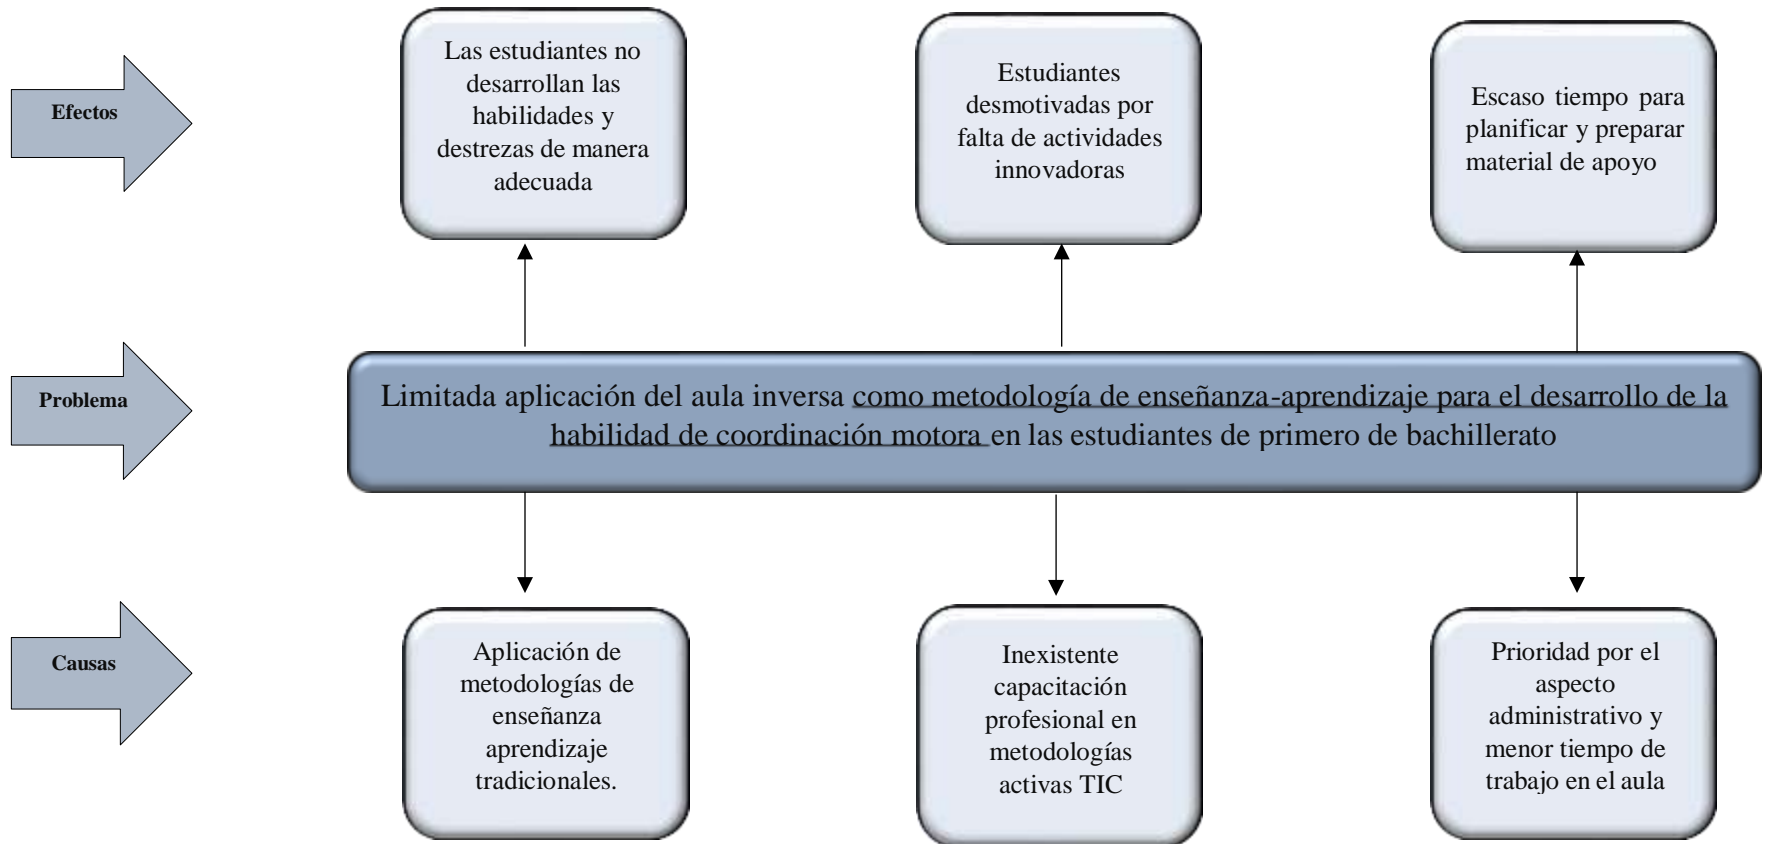 Efectos
Las estudiantes no
desarrollan las
habilidades y
destrezas de manera
adecuada
Estudiantes
desmotivadas por
falta de actividades
innovadoras
Escaso tiempo para
planificar y preparar
material de apoyo
Problema
Limitada aplicación del aula inversa como metodología de enseñanza-aprendizaje para el desarrollo de la
habilidad de coordinación motora en las estudiantes de primero de bachillerato
Causas
Aplicación de
metodologías de
enseñanza
aprendizaje
tradicionales.
Inexistente
capacitación
profesional en
metodologías
activas TIC
Prioridad por el
aspecto
administrativo y
menor tiempo de
trabajo en el aula